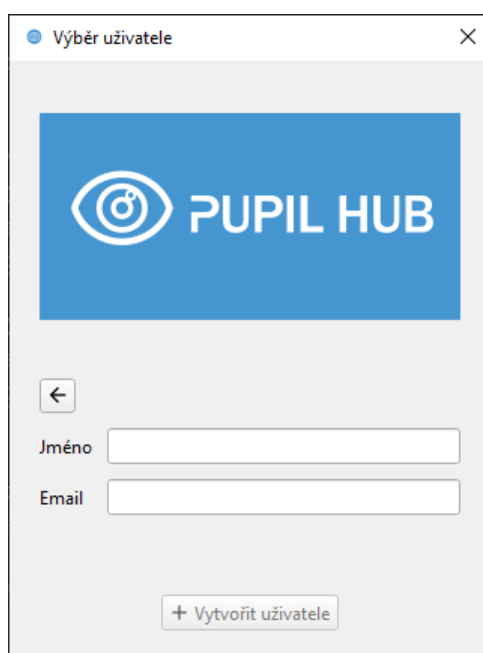 Výběr uživatele
PUPIL HUB
Jméno
Email
+ Vytvořit uživatele